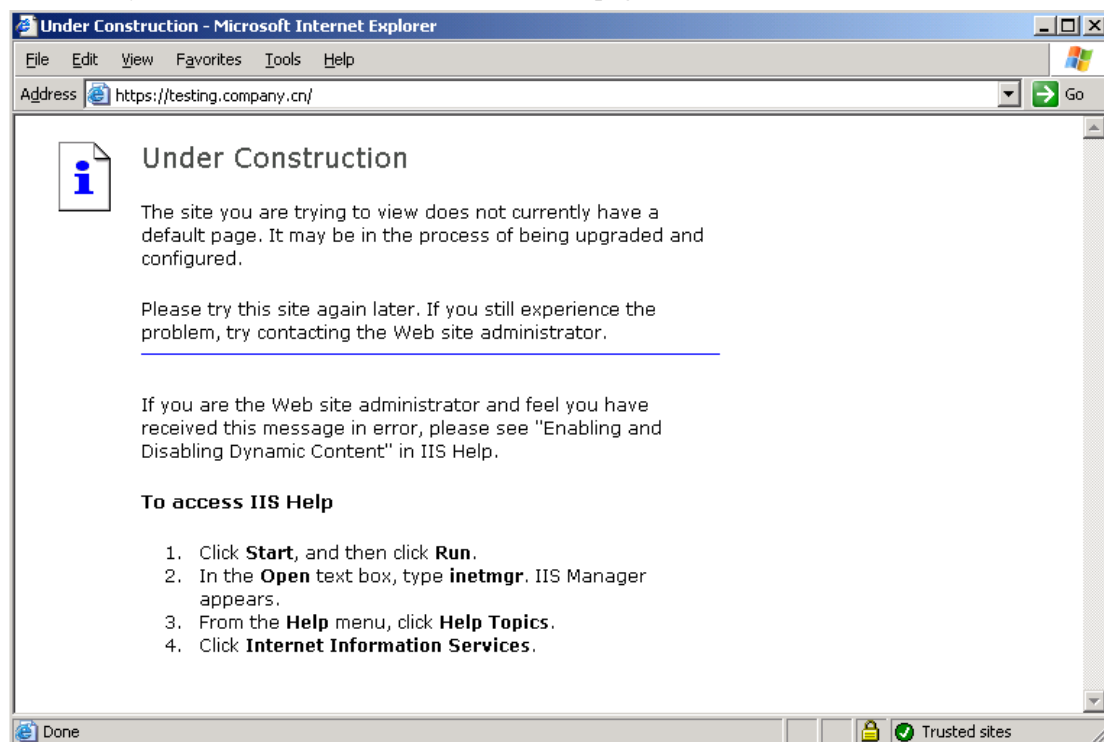 Under Construction - Microsoft Internet Explorer
File Edit View Favorites Tools Help
Address https://testing.company.cn/ Go
i
Under Construction
The site you are trying to view does not currently have a
default page. It may be in the process of being upgraded and
configured.
Please try this site again later. If you still experience the
problem, try contacting the Web site administrator.
If you are the Web site administrator and feel you have
received this message in error, please see "Enabling and
Disabling Dynamic Content" in IIS Help.
To access IIS Help
1. Click Start, and then click Run.
2. In the Open text box, type inetmgr. IIS Manager
appears.
3. From the Help menu, click Help Topics.
4. Click Internet Information Services.
Done Trusted sites